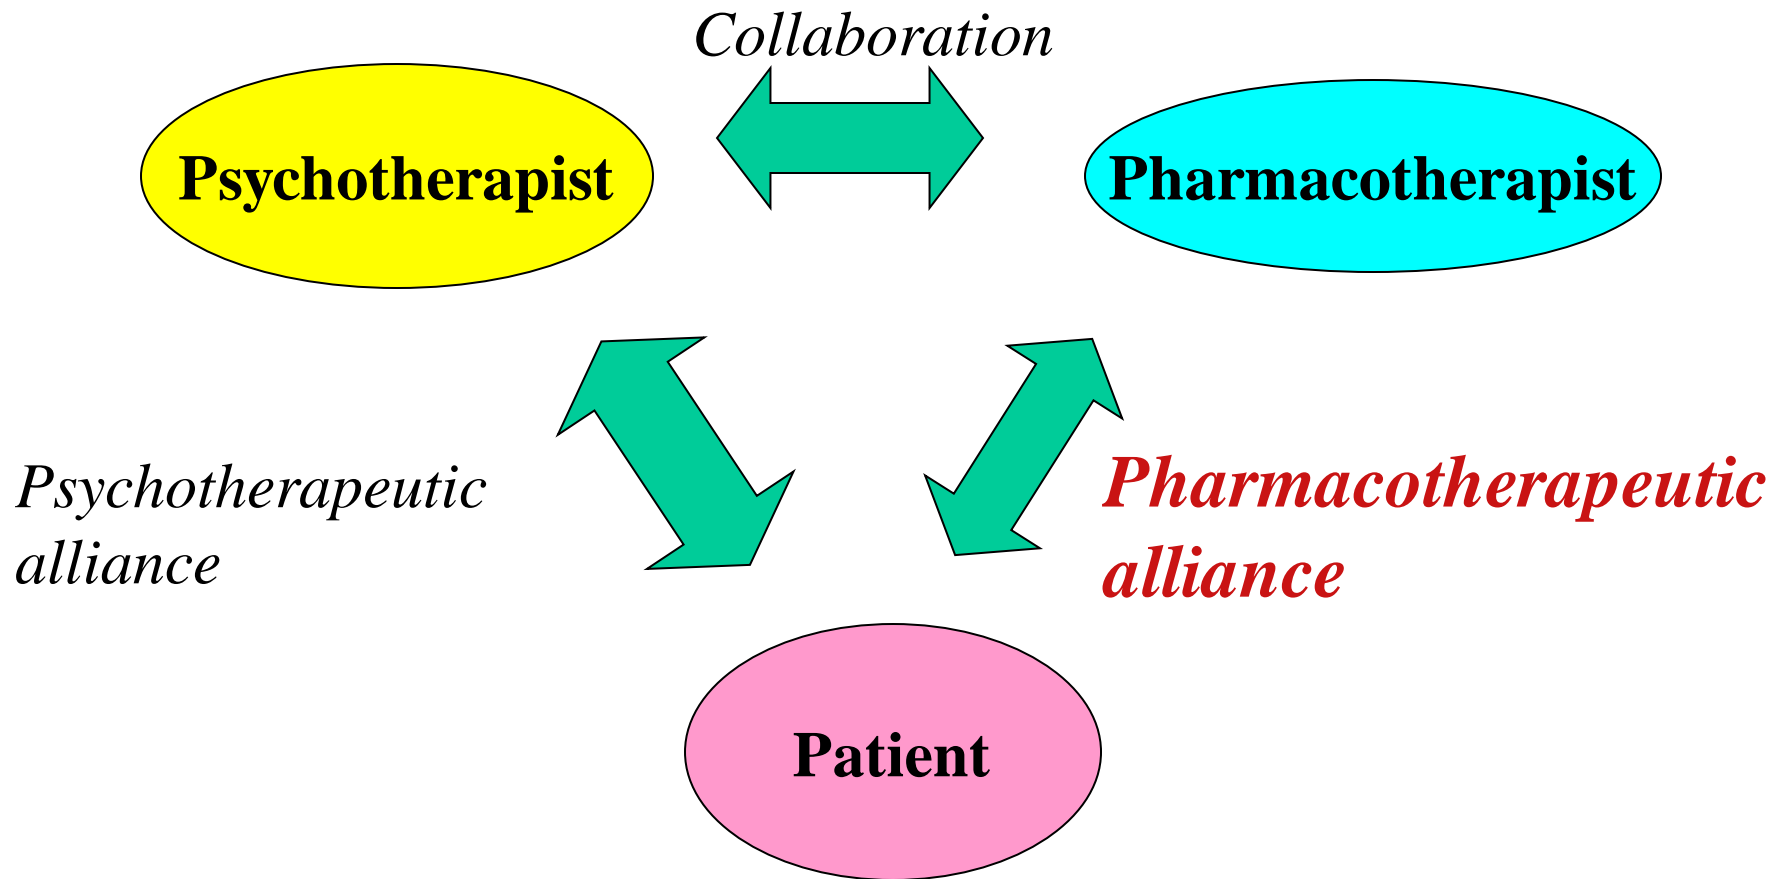 Collaboration
Psychotherapist
Pharmacotherapist
Psychotherapeutic
alliance
Pharmacotherapeutic
alliance
Patient